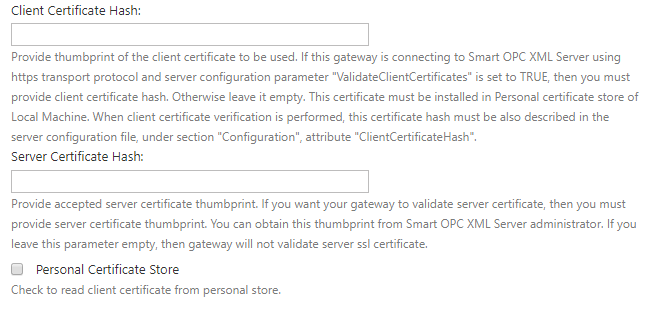 Client Certificate Hash:
Provide thumbprint of the client certificate to be used. If this gateway is connecting to Smart OPC XML Server using
https transport protocol and server configuration parameter "ValidateClientCertificates" is set to TRUE, then you must
provide client certificate hash. Otherwise leave it empty. This certificate must be installed in Personal certificate store of
Local Machine. When client certificate verification is performed, this certificate hash must be also described in the
server configuration file, under section "Configuration", attribute "ClientCertificateHash".
Server Certificate Hash:
Provide accepted server certificate thumbprint. If you want your gateway to validate server certificate, then you must
provide server certificate thumbprint. You can obtain this thumbprint from Smart OPC XML Server administrator. If you
leave this parameter empty, then gateway will not validate server ssl certificate.
Personal Certificate Store
Check to read client certificate from personal store.